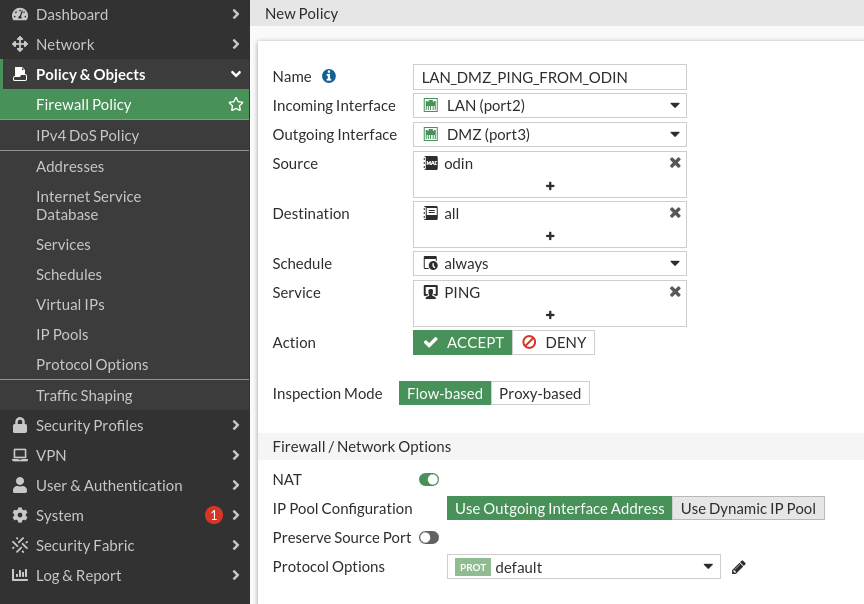 Dashboard
Network
Policy & Objects
Firewall Policy
IPv4 DoS Policy
Addresses
Internet Service
Database
Services
Schedules
Virtual IPs
IP Pools
Protocol Options
Traffic Shaping
Security Profiles
VPN
User & Authentication
System 1
Security Fabric
Log & Report
New Policy
Name LAN_DMZ_PING_FROM_ODIN
Incoming Interface LAN (port2)
Outgoing Interface DMZ (port3)
Source MAC odin
Destination all
Schedule always
Service PING
Action ACCEPT DENY
Inspection Mode Flow-based Proxy-based
Firewall / Network Options
NAT
IP Pool Configuration Use Outgoing Interface Address Use Dynamic IP Pool
Preserve Source Port
Protocol Options PROT default